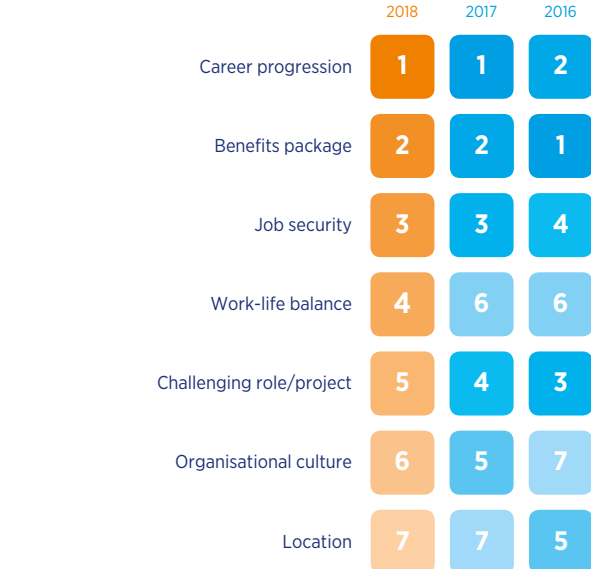 2018 2017 2016
Career progression 1 1 2
Benefits package 2 2 1
Job security 3 3 4
Work-life balance 4 6 6
Challenging role/project 5 4 3
Organisational culture 6 5 7
Location 7 7 5